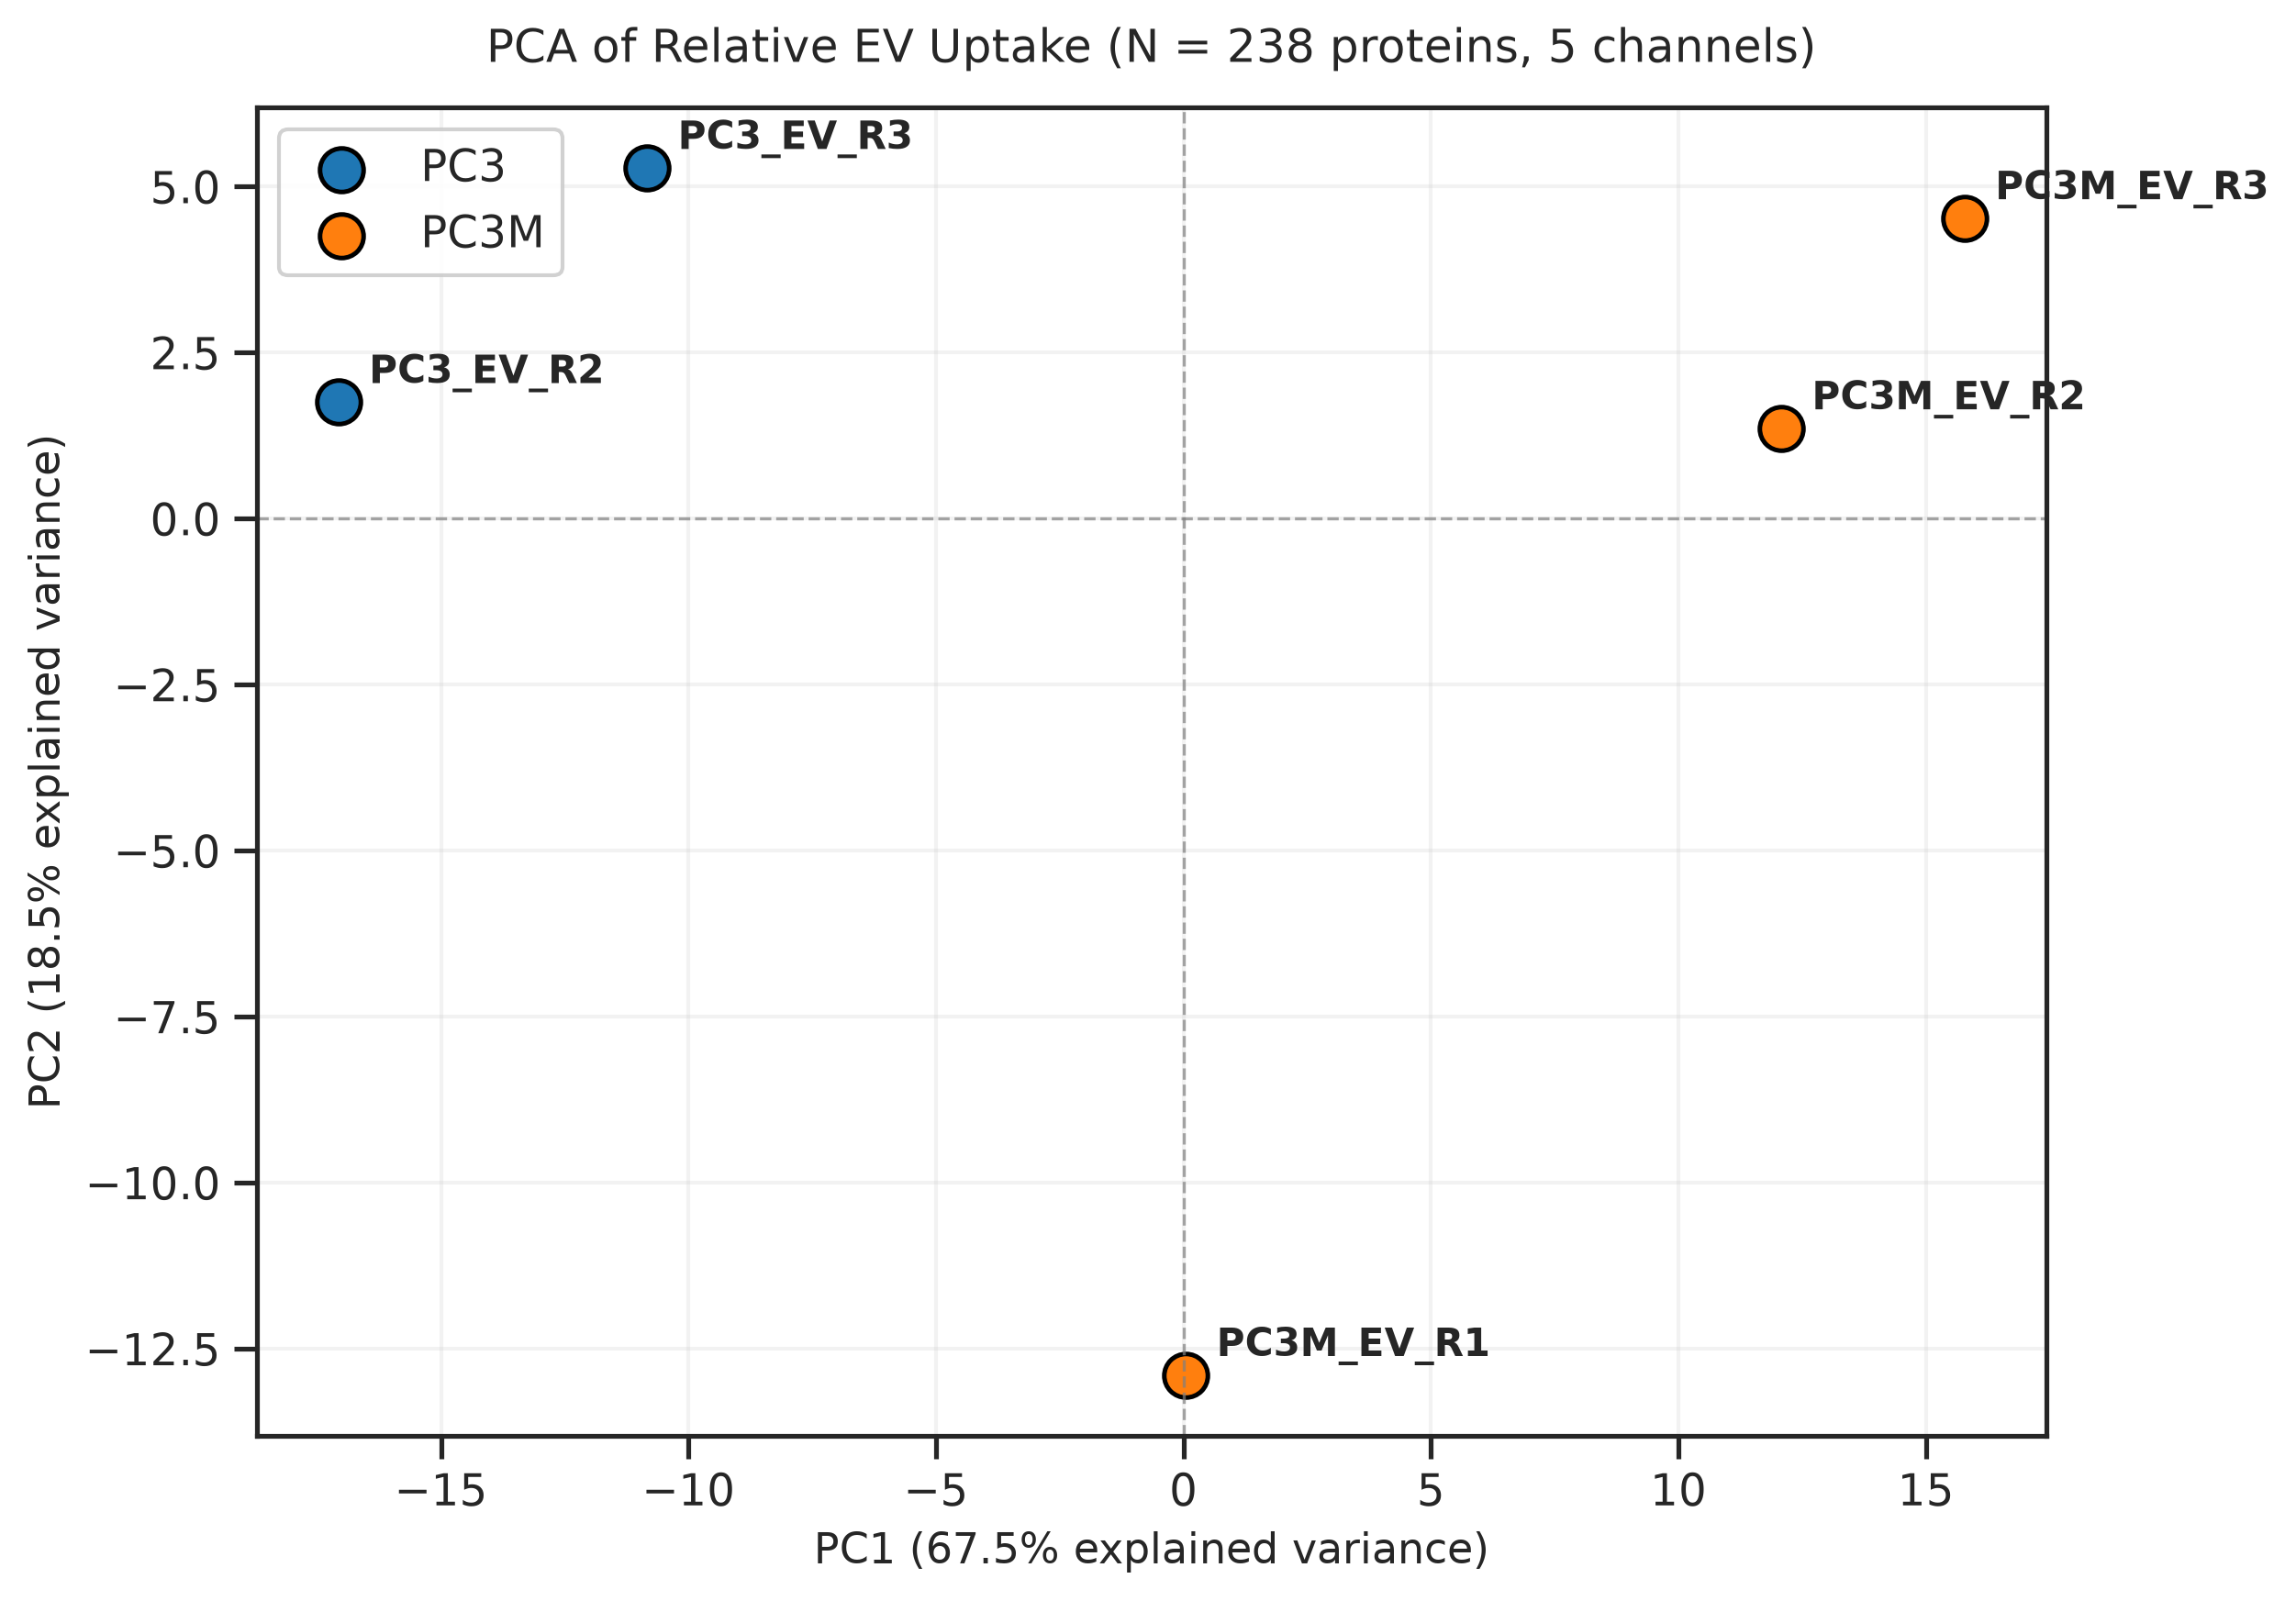 PCA of Relative EV Uptake (N = 238 proteins, 5 channels)
PC3
PC3M
PC3_EV_R3
PC3M_EV_R3
PC3_EV_R2
PC3M_EV_R2
PC3M_EV_R1
5.0
2.5
0.0
−2.5
−5.0
−7.5
−10.0
−12.5
PC2 (18.5% explained variance)
−15
−10
−5
0
5
10
15
PC1 (67.5% explained variance)